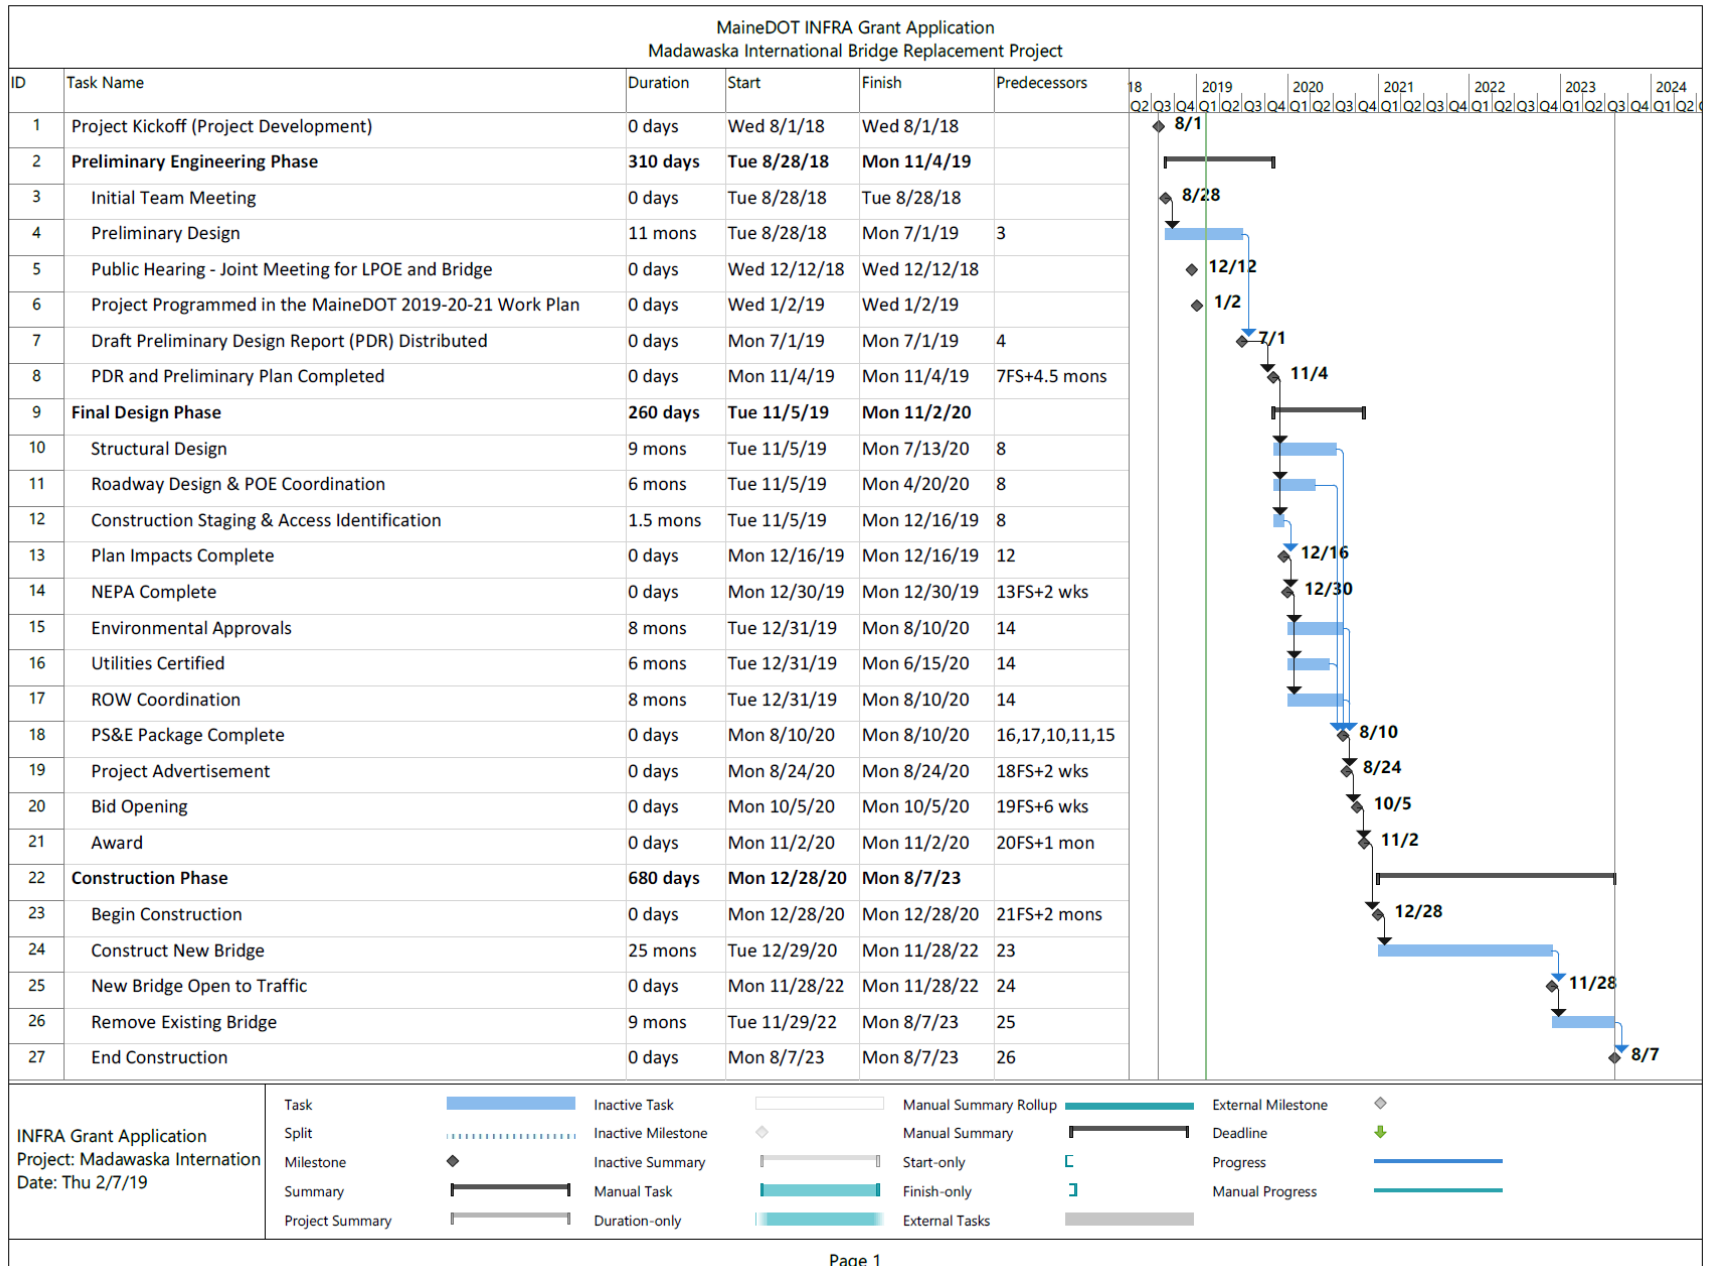 MaineDOT INFRA Grant Application
Madawaska International Bridge Replacement Project
ID Task Name Duration Start Finish Predecessors
18 2019 2020 2021 2022 2023 2024
Q2 Q3 Q4 Q1 Q2 Q3 Q4 Q1 Q2 Q3 Q4 Q1 Q2 Q3 Q4 Q1 Q2 Q3 Q4 Q1 Q2 Q3 Q4 Q1 Q2
1 Project Kickoff (Project Development) 0 days Wed 8/1/18 Wed 8/1/18 8/1
2 Preliminary Engineering Phase 310 days Tue 8/28/18 Mon 11/4/19
3 Initial Team Meeting 0 days Tue 8/28/18 Tue 8/28/18 8/28
4 Preliminary Design 11 mons Tue 8/28/18 Mon 7/1/19 3
5 Public Hearing - Joint Meeting for LPOE and Bridge 0 days Wed 12/12/18 Wed 12/12/18 12/12
6 Project Programmed in the MaineDOT 2019-20-21 Work Plan 0 days Wed 1/2/19 Wed 1/2/19 1/2
7 Draft Preliminary Design Report (PDR) Distributed 0 days Mon 7/1/19 Mon 7/1/19 4 7/1
8 PDR and Preliminary Plan Completed 0 days Mon 11/4/19 Mon 11/4/19 7FS+4.5 mons 11/4
9 Final Design Phase 260 days Tue 11/5/19 Mon 11/2/20
10 Structural Design 9 mons Tue 11/5/19 Mon 7/13/20 8
11 Roadway Design & POE Coordination 6 mons Tue 11/5/19 Mon 4/20/20 8
12 Construction Staging & Access Identification 1.5 mons Tue 11/5/19 Mon 12/16/19 8
13 Plan Impacts Complete 0 days Mon 12/16/19 Mon 12/16/19 12 12/16
14 NEPA Complete 0 days Mon 12/30/19 Mon 12/30/19 13FS+2 wks 12/30
15 Environmental Approvals 8 mons Tue 12/31/19 Mon 8/10/20 14
16 Utilities Certified 6 mons Tue 12/31/19 Mon 6/15/20 14
17 ROW Coordination 8 mons Tue 12/31/19 Mon 8/10/20 14
18 PS&E Package Complete 0 days Mon 8/10/20 Mon 8/10/20 16,17,10,11,15 8/10
19 Project Advertisement 0 days Mon 8/24/20 Mon 8/24/20 18FS+2 wks 8/24
20 Bid Opening 0 days Mon 10/5/20 Mon 10/5/20 19FS+6 wks 10/5
21 Award 0 days Mon 11/2/20 Mon 11/2/20 20FS+1 mon 11/2
22 Construction Phase 680 days Mon 12/28/20 Mon 8/7/23
23 Begin Construction 0 days Mon 12/28/20 Mon 12/28/20 21FS+2 mons 12/28
24 Construct New Bridge 25 mons Tue 12/29/20 Mon 11/28/22 23
25 New Bridge Open to Traffic 0 days Mon 11/28/22 Mon 11/28/22 24 11/28
26 Remove Existing Bridge 9 mons Tue 11/29/22 Mon 8/7/23 25
27 End Construction 0 days Mon 8/7/23 Mon 8/7/23 26 8/7
INFRA Grant Application
Project: Madawaska Internation
Date: Thu 2/7/19
Task Inactive Task Manual Summary Rollup External Milestone
Split Inactive Milestone Manual Summary Deadline
Milestone Inactive Summary Start-only Progress
Summary Manual Task Finish-only Manual Progress
Project Summary Duration-only External Tasks
Page 1